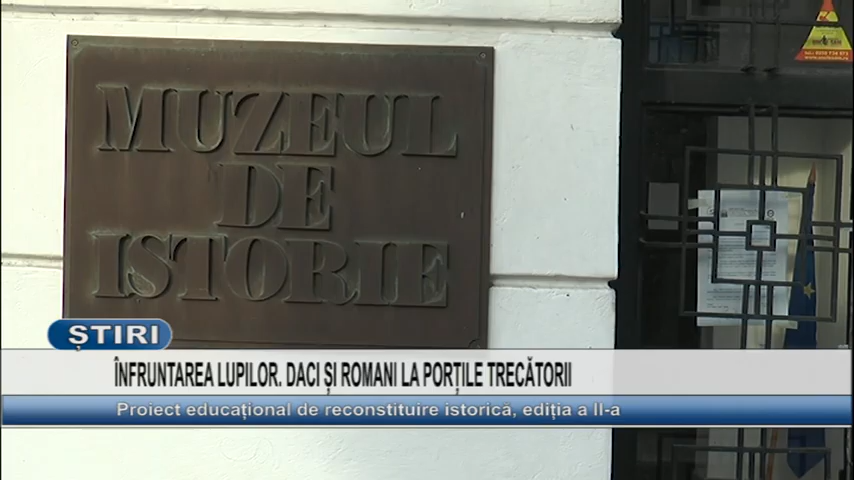 MUZEUL
DE
ISTORIE
ȘTIRI
ÎNFRUNTAREA LUPILOR. DACI ȘI ROMANI LA PORȚILE TRECĂTORII
Proiect educațional de reconstituire istorică, ediția a II-a